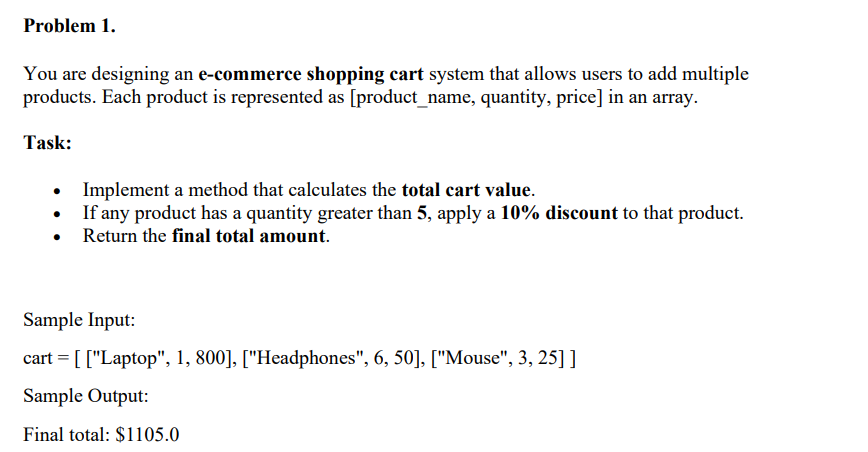 Problem 1.
You are designing an e-commerce shopping cart system that allows users to add multiple
products. Each product is represented as [product_name, quantity, price] in an array.
Task:
• Implement a method that calculates the total cart value.
• If any product has a quantity greater than 5, apply a 10% discount to that product.
• Return the final total amount.
Sample Input:
cart = [ ["Laptop", 1, 800], ["Headphones", 6, 50], ["Mouse", 3, 25] ]
Sample Output:
Final total: $1105.0